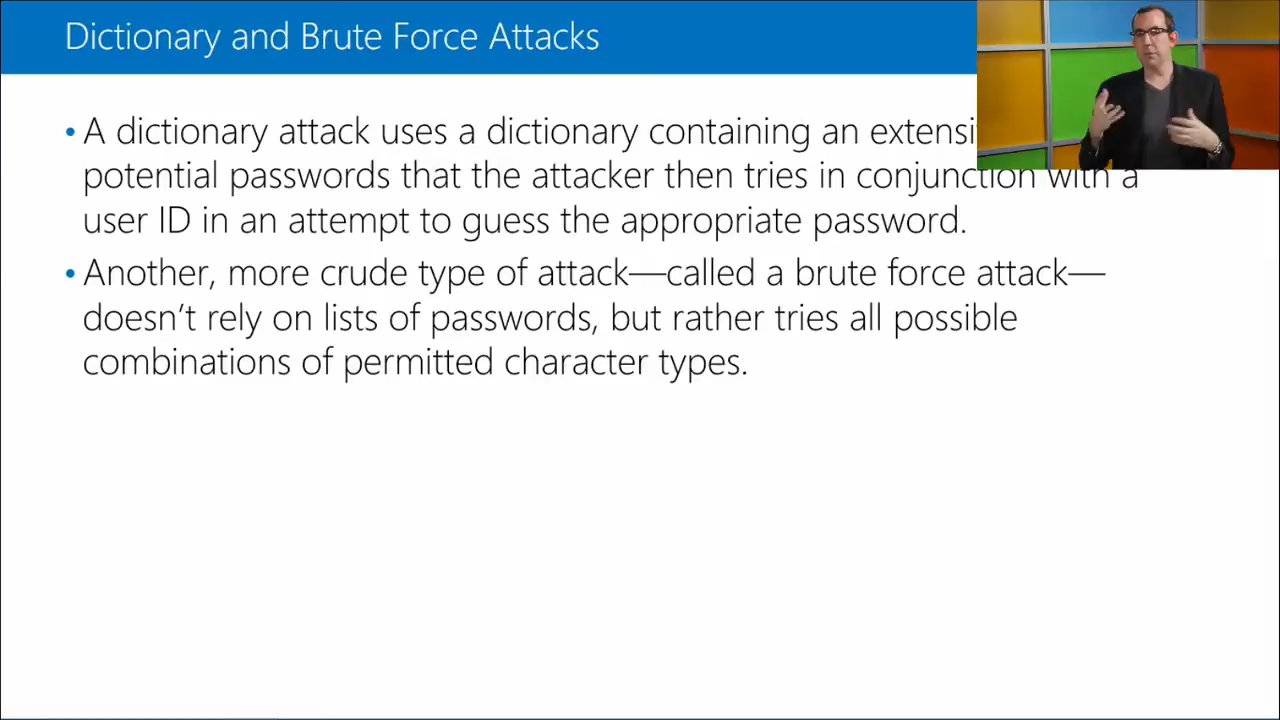 Dictionary and Brute Force Attacks
• A dictionary attack uses a dictionary containing an
potential passwords that the attacker then tries in conjunction with a
user ID in an attempt to guess the appropriate password.
• Another, more crude type of attack—called a brute force attack—
doesn't rely on lists of passwords, but rather tries all possible
combinations of permitted character types.